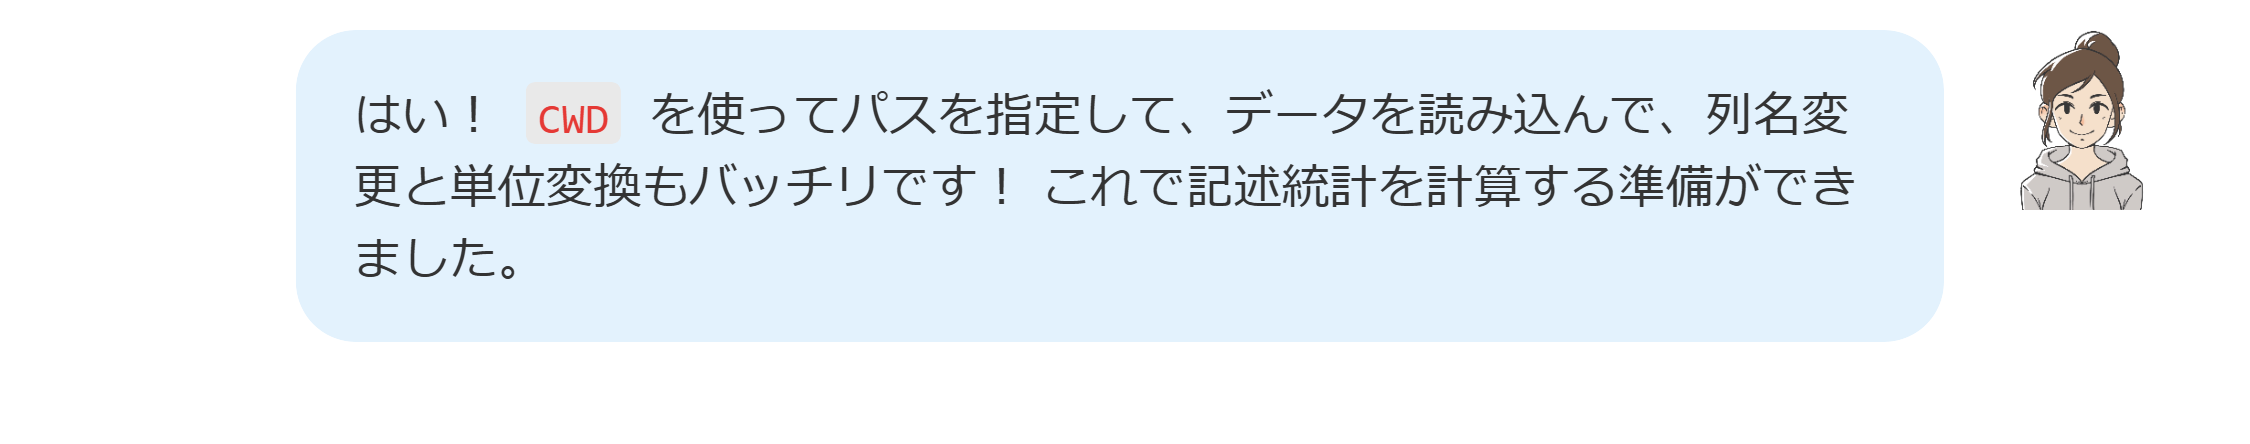 はい！ CWD を使ってパスを指定して、データを読み込んで、列名変
更と単位変換もバッチリです！ これで記述統計を計算する準備ができ
ました。